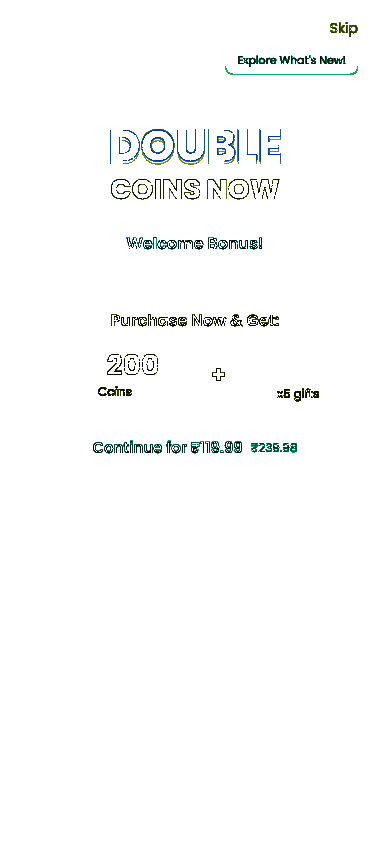 Skip
Explore What's New!
DOUBLE
COINS NOW
Welcome Bonus!
Purchase Now & Get:
200
+
Coins
x5 gifts
Continue for ₹119.99 ₹239.98